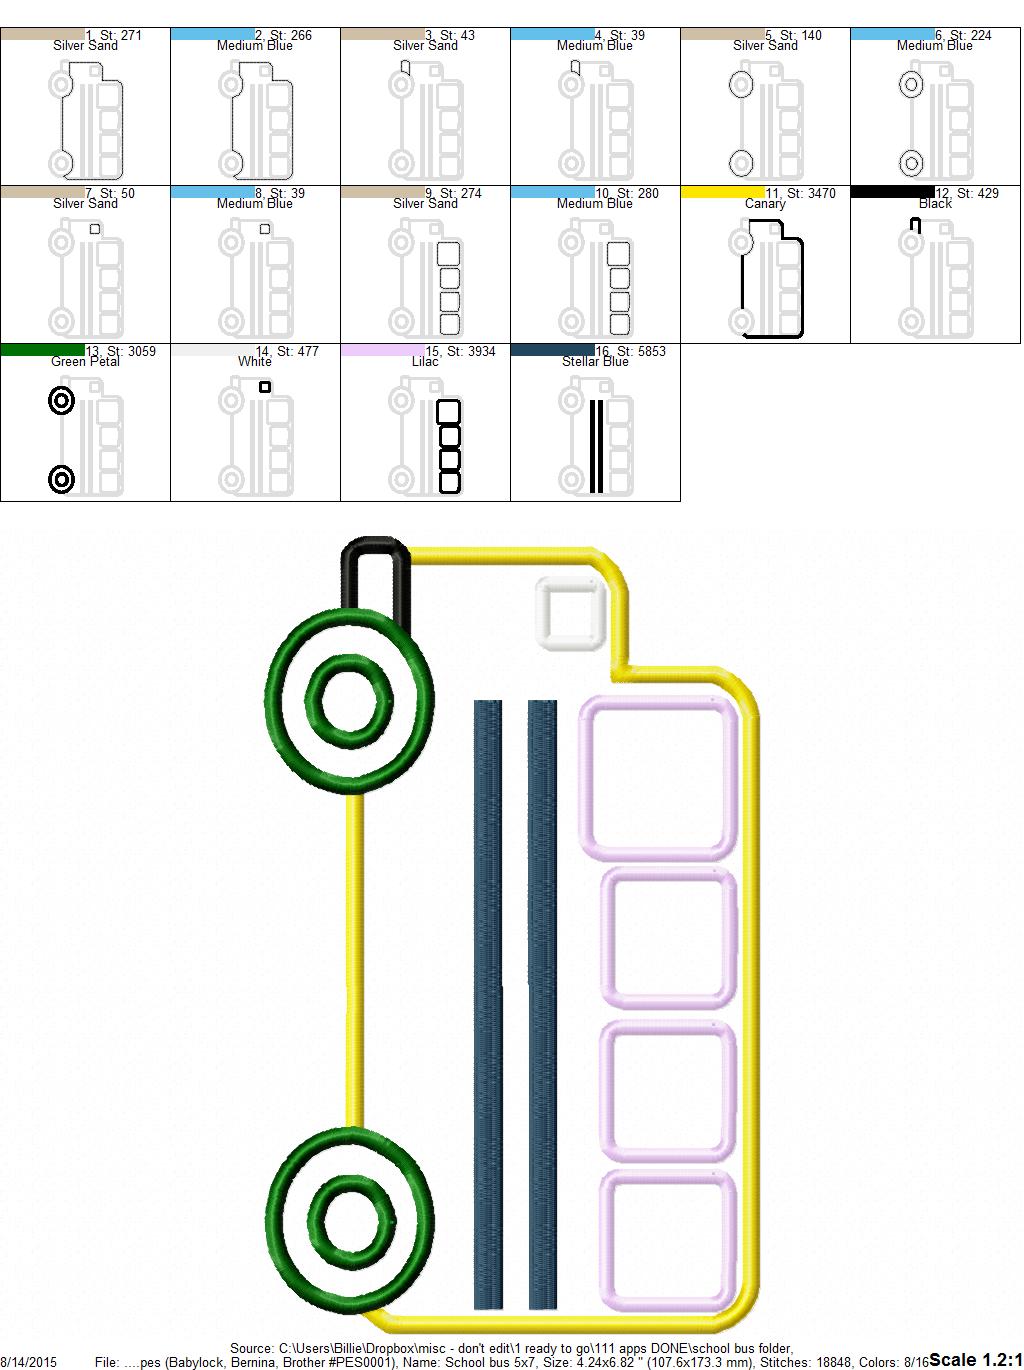 1, St: 271
Silver Sand
2, St: 266
Medium Blue
3, St: 43
Silver Sand
4, St: 39
Medium Blue
5, St: 140
Silver Sand
6, St: 224
Medium Blue
7, St: 50
Silver Sand
8, St: 39
Medium Blue
9, St: 274
Silver Sand
10, St: 280
Medium Blue
11, St: 3470
Canary
12, St: 429
Black
13, St: 3059
Green Petal
14, St: 477
White
15, St: 3934
Lilac
16, St: 5853
Stellar Blue
Source: C:\Users\Billie\Dropbox\misc - don't edit\1 ready to go\111 apps DONE\school bus folder,
8/14/2015 File: ....pes (Babylock, Bernina, Brother #PES0001), Name: School bus 5x7, Size: 4.24x6.82 " (107.6x173.3 mm), Stitches: 18848, Colors: 8/16 Scale 1.2:1